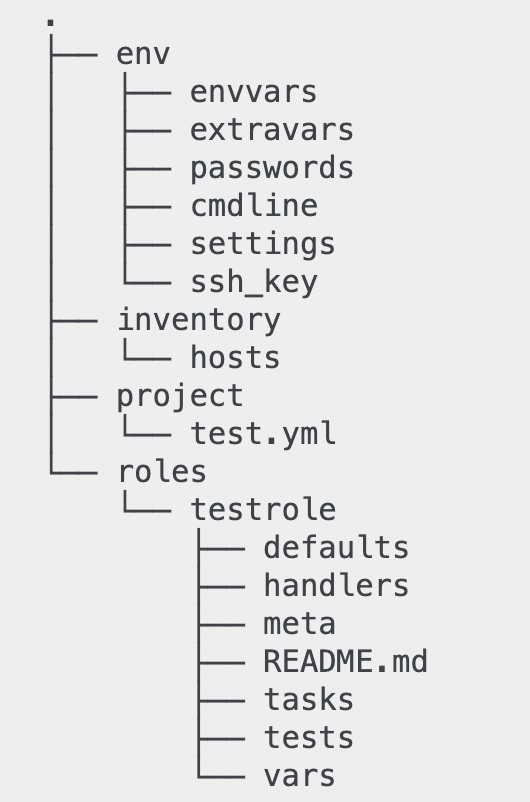 .
├── env
│   ├── envvars
│   ├── extravars
│   ├── passwords
│   ├── cmdline
│   ├── settings
│   └── ssh_key
├── inventory
│   └── hosts
├── project
│   └── test.yml
└── roles
    └── testrole
        ├── defaults
        ├── handlers
        ├── meta
        ├── README.md
        ├── tasks
        ├── tests
        └── vars